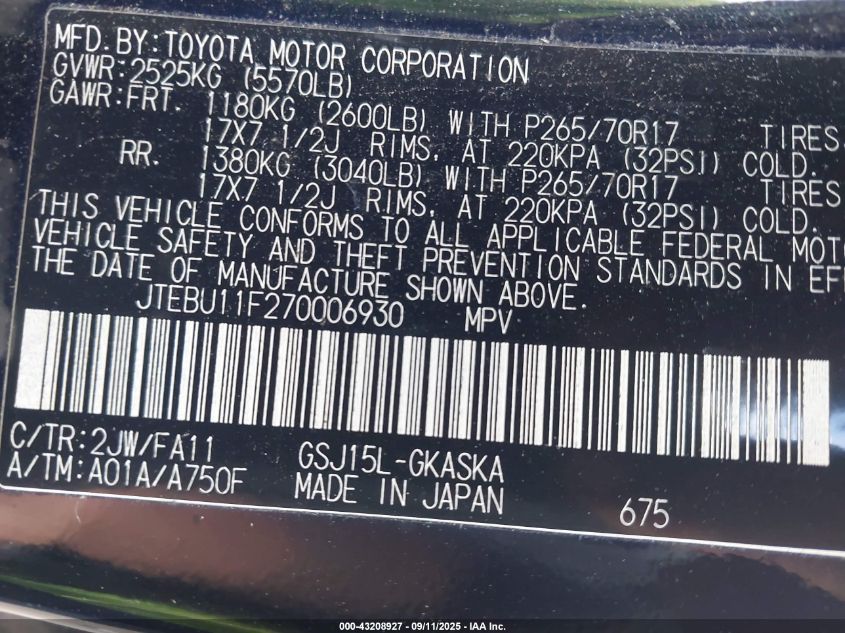 MFD.BY:TOYOTA MOTOR CORPORATION
GVWR:2525KG (5570LB)
GAWR:FRT. 1180KG (2600LB) WITH P265/70R17 TIRES,
17X7 1/2J RIMS, AT 220KPA (32PSI) COLD.
RR. 1380KG (3040LB) WITH P265/70R17 TIRES
17X7 1/2J RIMS, AT 220KPA (32PSI) COLD.
THIS VEHICLE CONFORMS TO ALL APPLICABLE FEDERAL MOTO
VEHICLE SAFETY AND THEFT PREVENTION STANDARDS IN EFF
THE DATE OF MANUFACTURE SHOWN ABOVE.
JTEBU11F270006930 MPV
C/TR:2JW/FA11 GSJ15L-GKASKA
A/TM:A01A/A750F MADE IN JAPAN 675
000-43208927 - 09/11/2025 - IAA Inc.